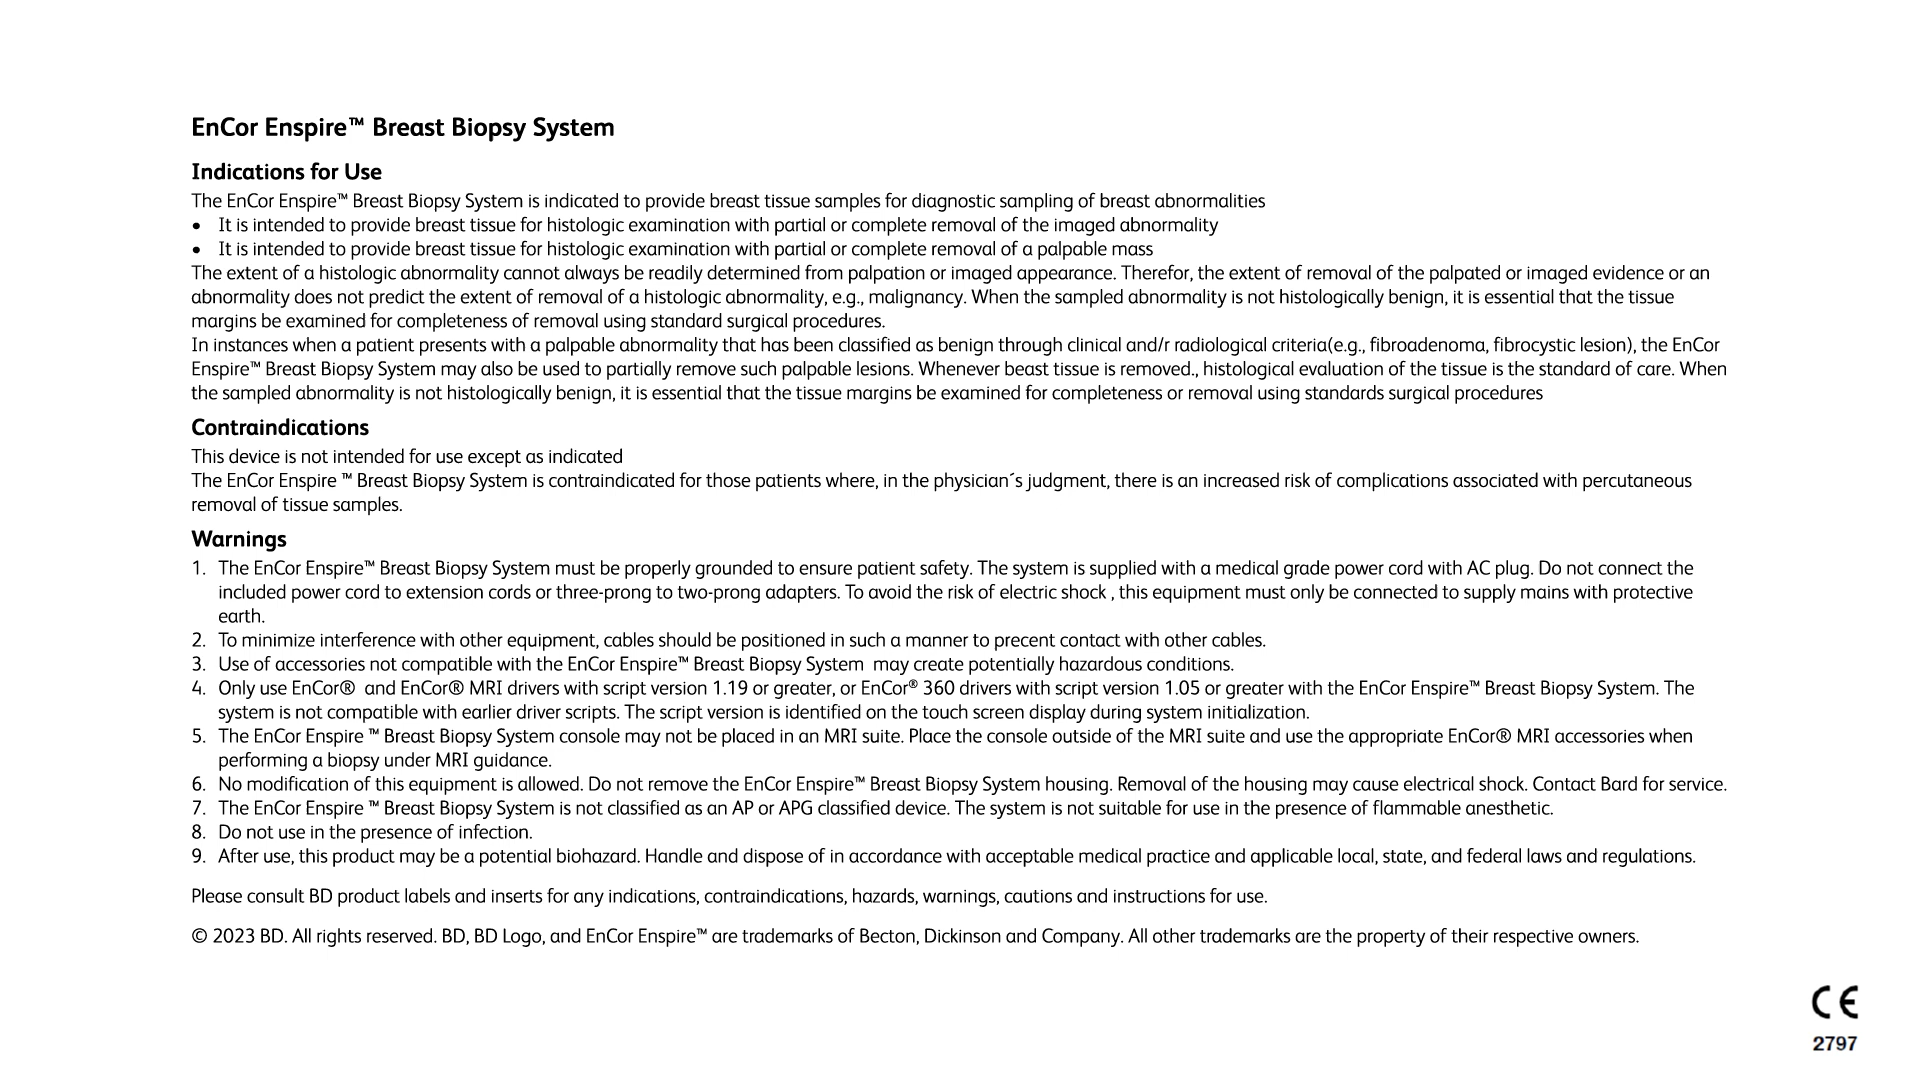 EnCor Enspire™ Breast Biopsy System
Indications for Use
The EnCor Enspire™ Breast Biopsy System is indicated to provide breast tissue samples for diagnostic sampling of breast abnormalities
• It is intended to provide breast tissue for histologic examination with partial or complete removal of the imaged abnormality
• It is intended to provide breast tissue for histologic examination with partial or complete removal of a palpable mass
The extent of a histologic abnormality cannot always be readily determined from palpation or imaged appearance. Therefor, the extent of removal of the palpated or imaged evidence or an
abnormality does not predict the extent of removal of a histologic abnormality, e.g., malignancy. When the sampled abnormality is not histologically benign, it is essential that the tissue
margins be examined for completeness of removal using standard surgical procedures.
In instances when a patient presents with a palpable abnormality that has been classified as benign through clinical and/r radiological criteria(e.g., fibroadenoma, fibrocystic lesion), the EnCor
Enspire™ Breast Biopsy System may also be used to partially remove such palpable lesions. Whenever beast tissue is removed., histological evaluation of the tissue is the standard of care. When
the sampled abnormality is not histologically benign, it is essential that the tissue margins be examined for completeness or removal using standards surgical procedures
Contraindications
This device is not intended for use except as indicated
The EnCor Enspire ™ Breast Biopsy System is contraindicated for those patients where, in the physician´s judgment, there is an increased risk of complications associated with percutaneous
removal of tissue samples.
Warnings
1. The EnCor Enspire™ Breast Biopsy System must be properly grounded to ensure patient safety. The system is supplied with a medical grade power cord with AC plug. Do not connect the
included power cord to extension cords or three-prong to two-prong adapters. To avoid the risk of electric shock , this equipment must only be connected to supply mains with protective
earth.
2. To minimize interference with other equipment, cables should be positioned in such a manner to precent contact with other cables.
3. Use of accessories not compatible with the EnCor Enspire™ Breast Biopsy System  may create potentially hazardous conditions.
4. Only use EnCor®  and EnCor® MRI drivers with script version 1.19 or greater, or EnCor® 360 drivers with script version 1.05 or greater with the EnCor Enspire™ Breast Biopsy System. The
system is not compatible with earlier driver scripts. The script version is identified on the touch screen display during system initialization.
5. The EnCor Enspire ™ Breast Biopsy System console may not be placed in an MRI suite. Place the console outside of the MRI suite and use the appropriate EnCor® MRI accessories when
performing a biopsy under MRI guidance.
6. No modification of this equipment is allowed. Do not remove the EnCor Enspire™ Breast Biopsy System housing. Removal of the housing may cause electrical shock. Contact Bard for service.
7. The EnCor Enspire ™ Breast Biopsy System is not classified as an AP or APG classified device. The system is not suitable for use in the presence of flammable anesthetic.
8. Do not use in the presence of infection.
9. After use, this product may be a potential biohazard. Handle and dispose of in accordance with acceptable medical practice and applicable local, state, and federal laws and regulations.
Please consult BD product labels and inserts for any indications, contraindications, hazards, warnings, cautions and instructions for use.
© 2023 BD. All rights reserved. BD, BD Logo, and EnCor Enspire™ are trademarks of Becton, Dickinson and Company. All other trademarks are the property of their respective owners.
CE
2797